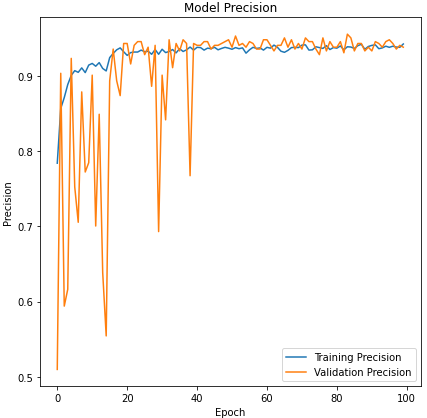 Model Precision
0.9
0.8
0.7
0.6
0.5
Precision
0 20 40 60 80 100
Epoch
Training Precision
Validation Precision